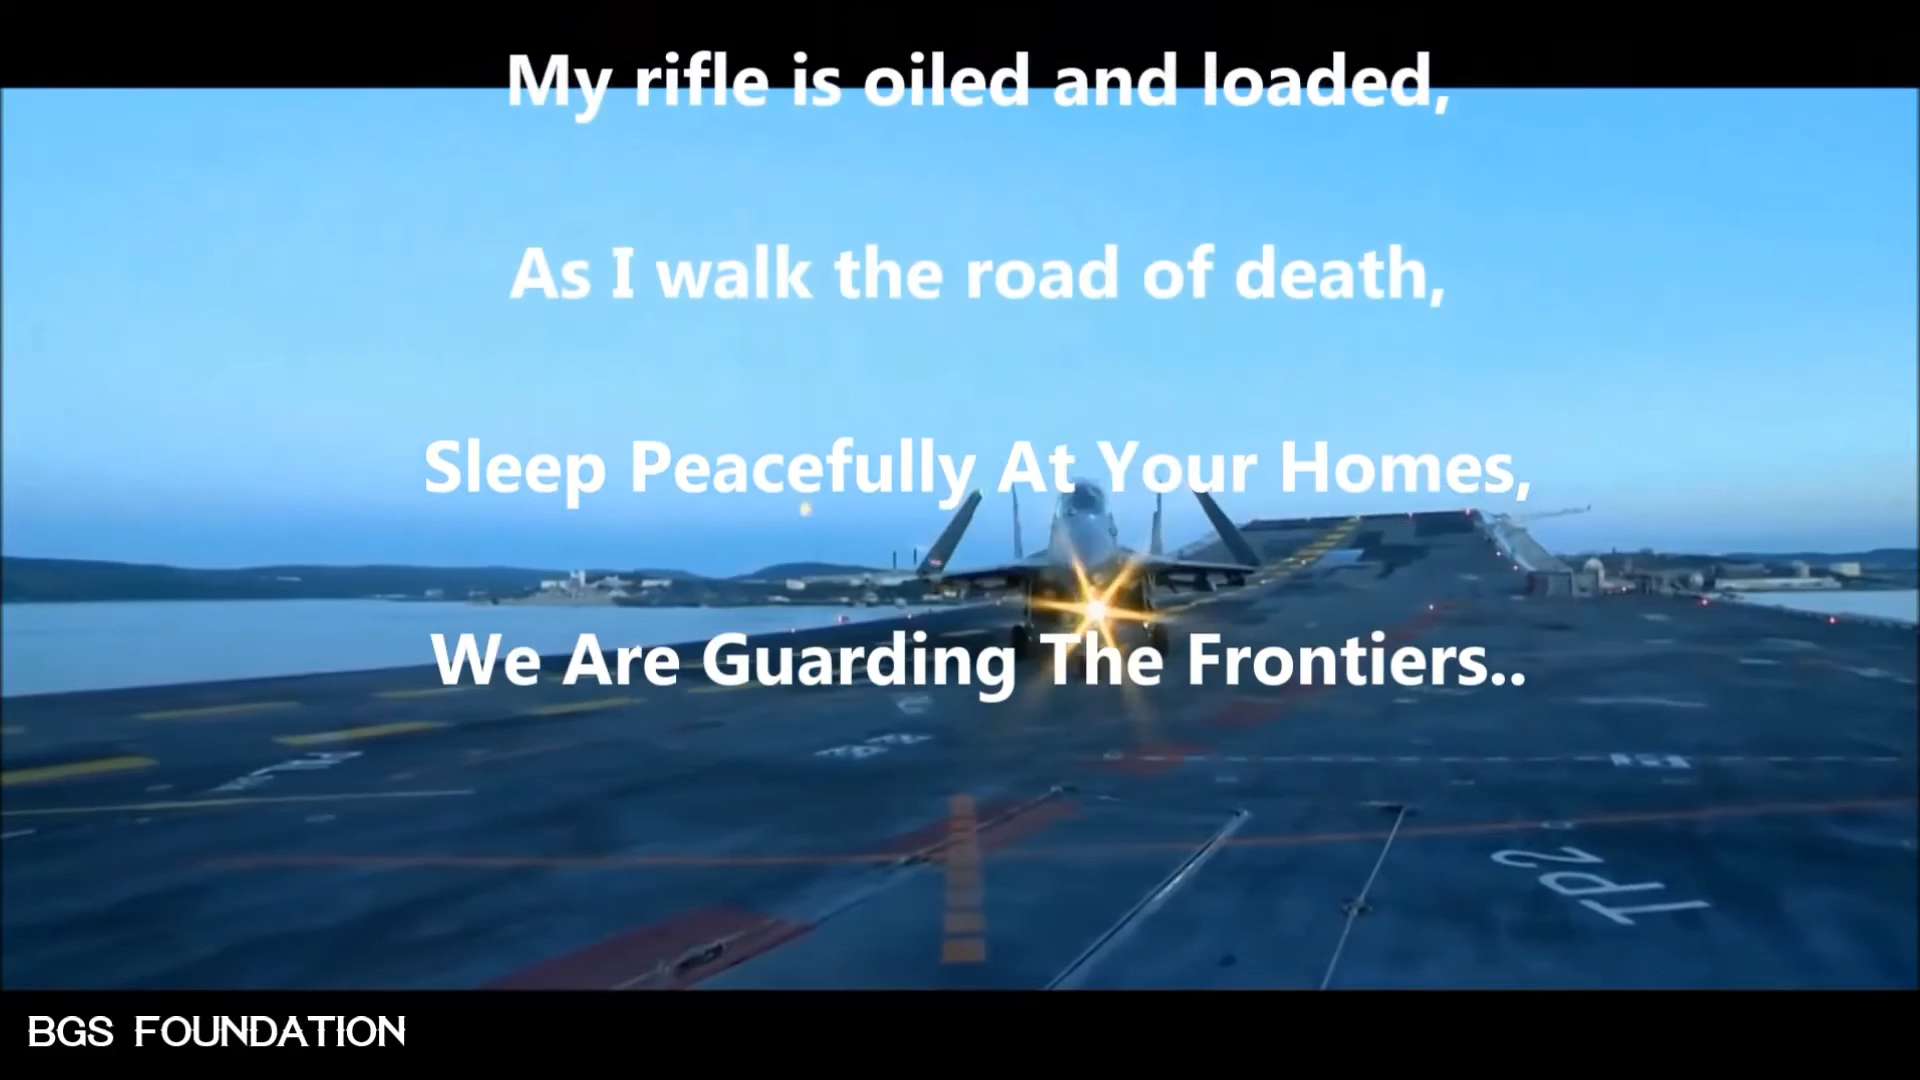 My rifle is oiled and loaded,
As I walk the road of death,
Sleep Peacefully At Your Homes,
We Are Guarding The Frontiers..
TP2
BGS FOUNDATION